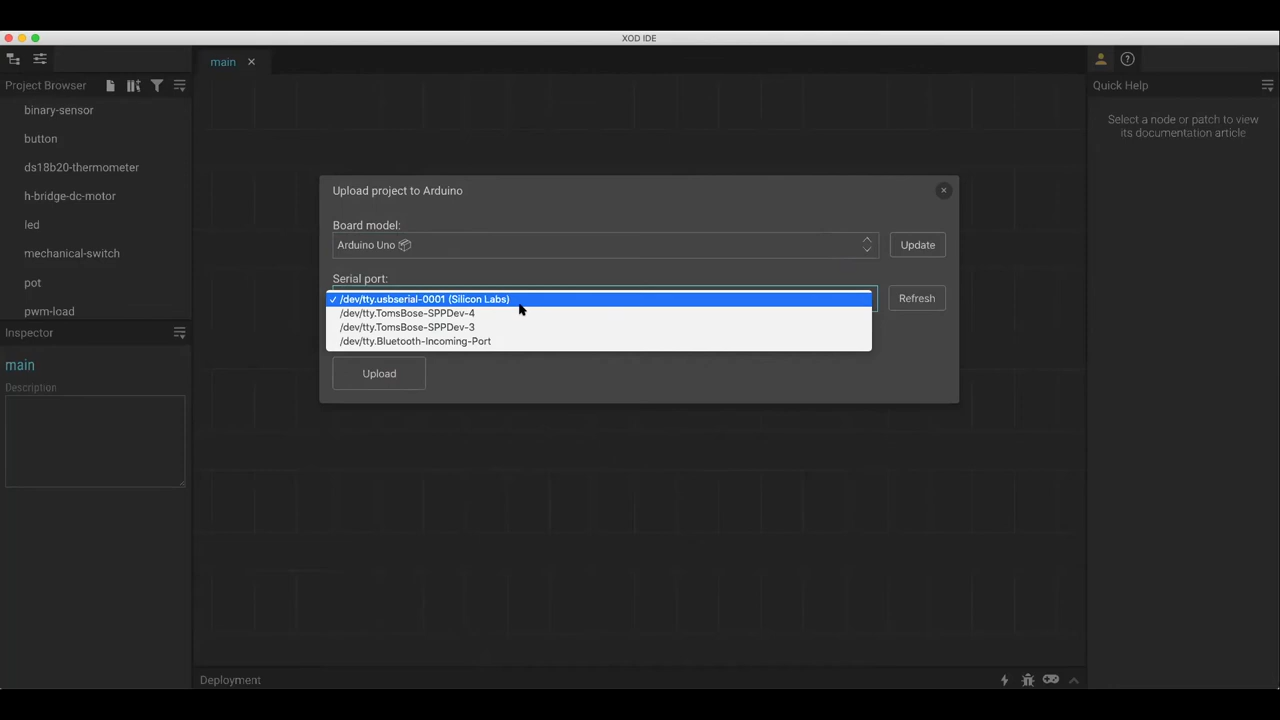 XOD IDE
main
Project Browser
Quick Help
binary-sensor
button
ds18b20-thermometer
h-bridge-dc-motor
led
mechanical-switch
pot
pwm-load
Inspector
main
Description
Upload project to Arduino
Board model:
Arduino Uno
Update
Serial port:
✓ /dev/tty.usbserial-0001 (Silicon Labs)
/dev/tty.TomsBose-SPPDev-4
/dev/tty.TomsBose-SPPDev-3
/dev/tty.Bluetooth-Incoming-Port
Refresh
Upload
Select a node or patch to view
its documentation article
Deployment